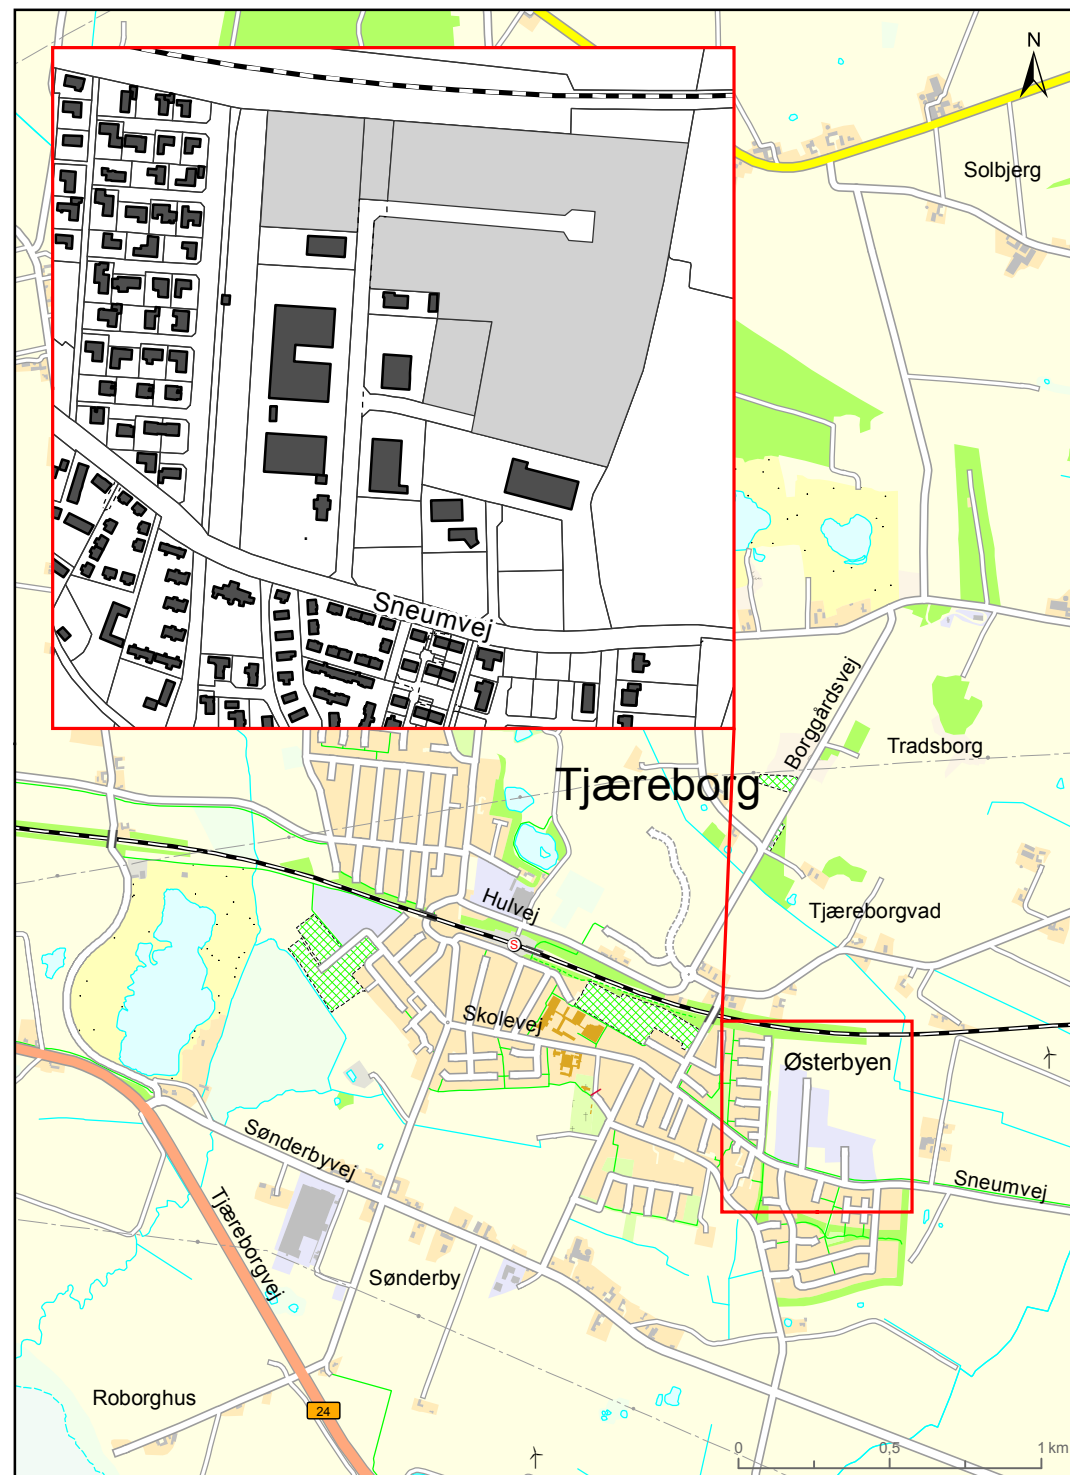 N
Solbjerg
Sneumvej
Borggårdsvej
Tradsborg
Tjæreborg
Hulvej
Tjæreborgvad
S
Skolevej
Østerbyen
Sønderbyvej
Sneumvej
Tjæreborgvej
Sønderby
Roborghus
24
0 0,5 1 km